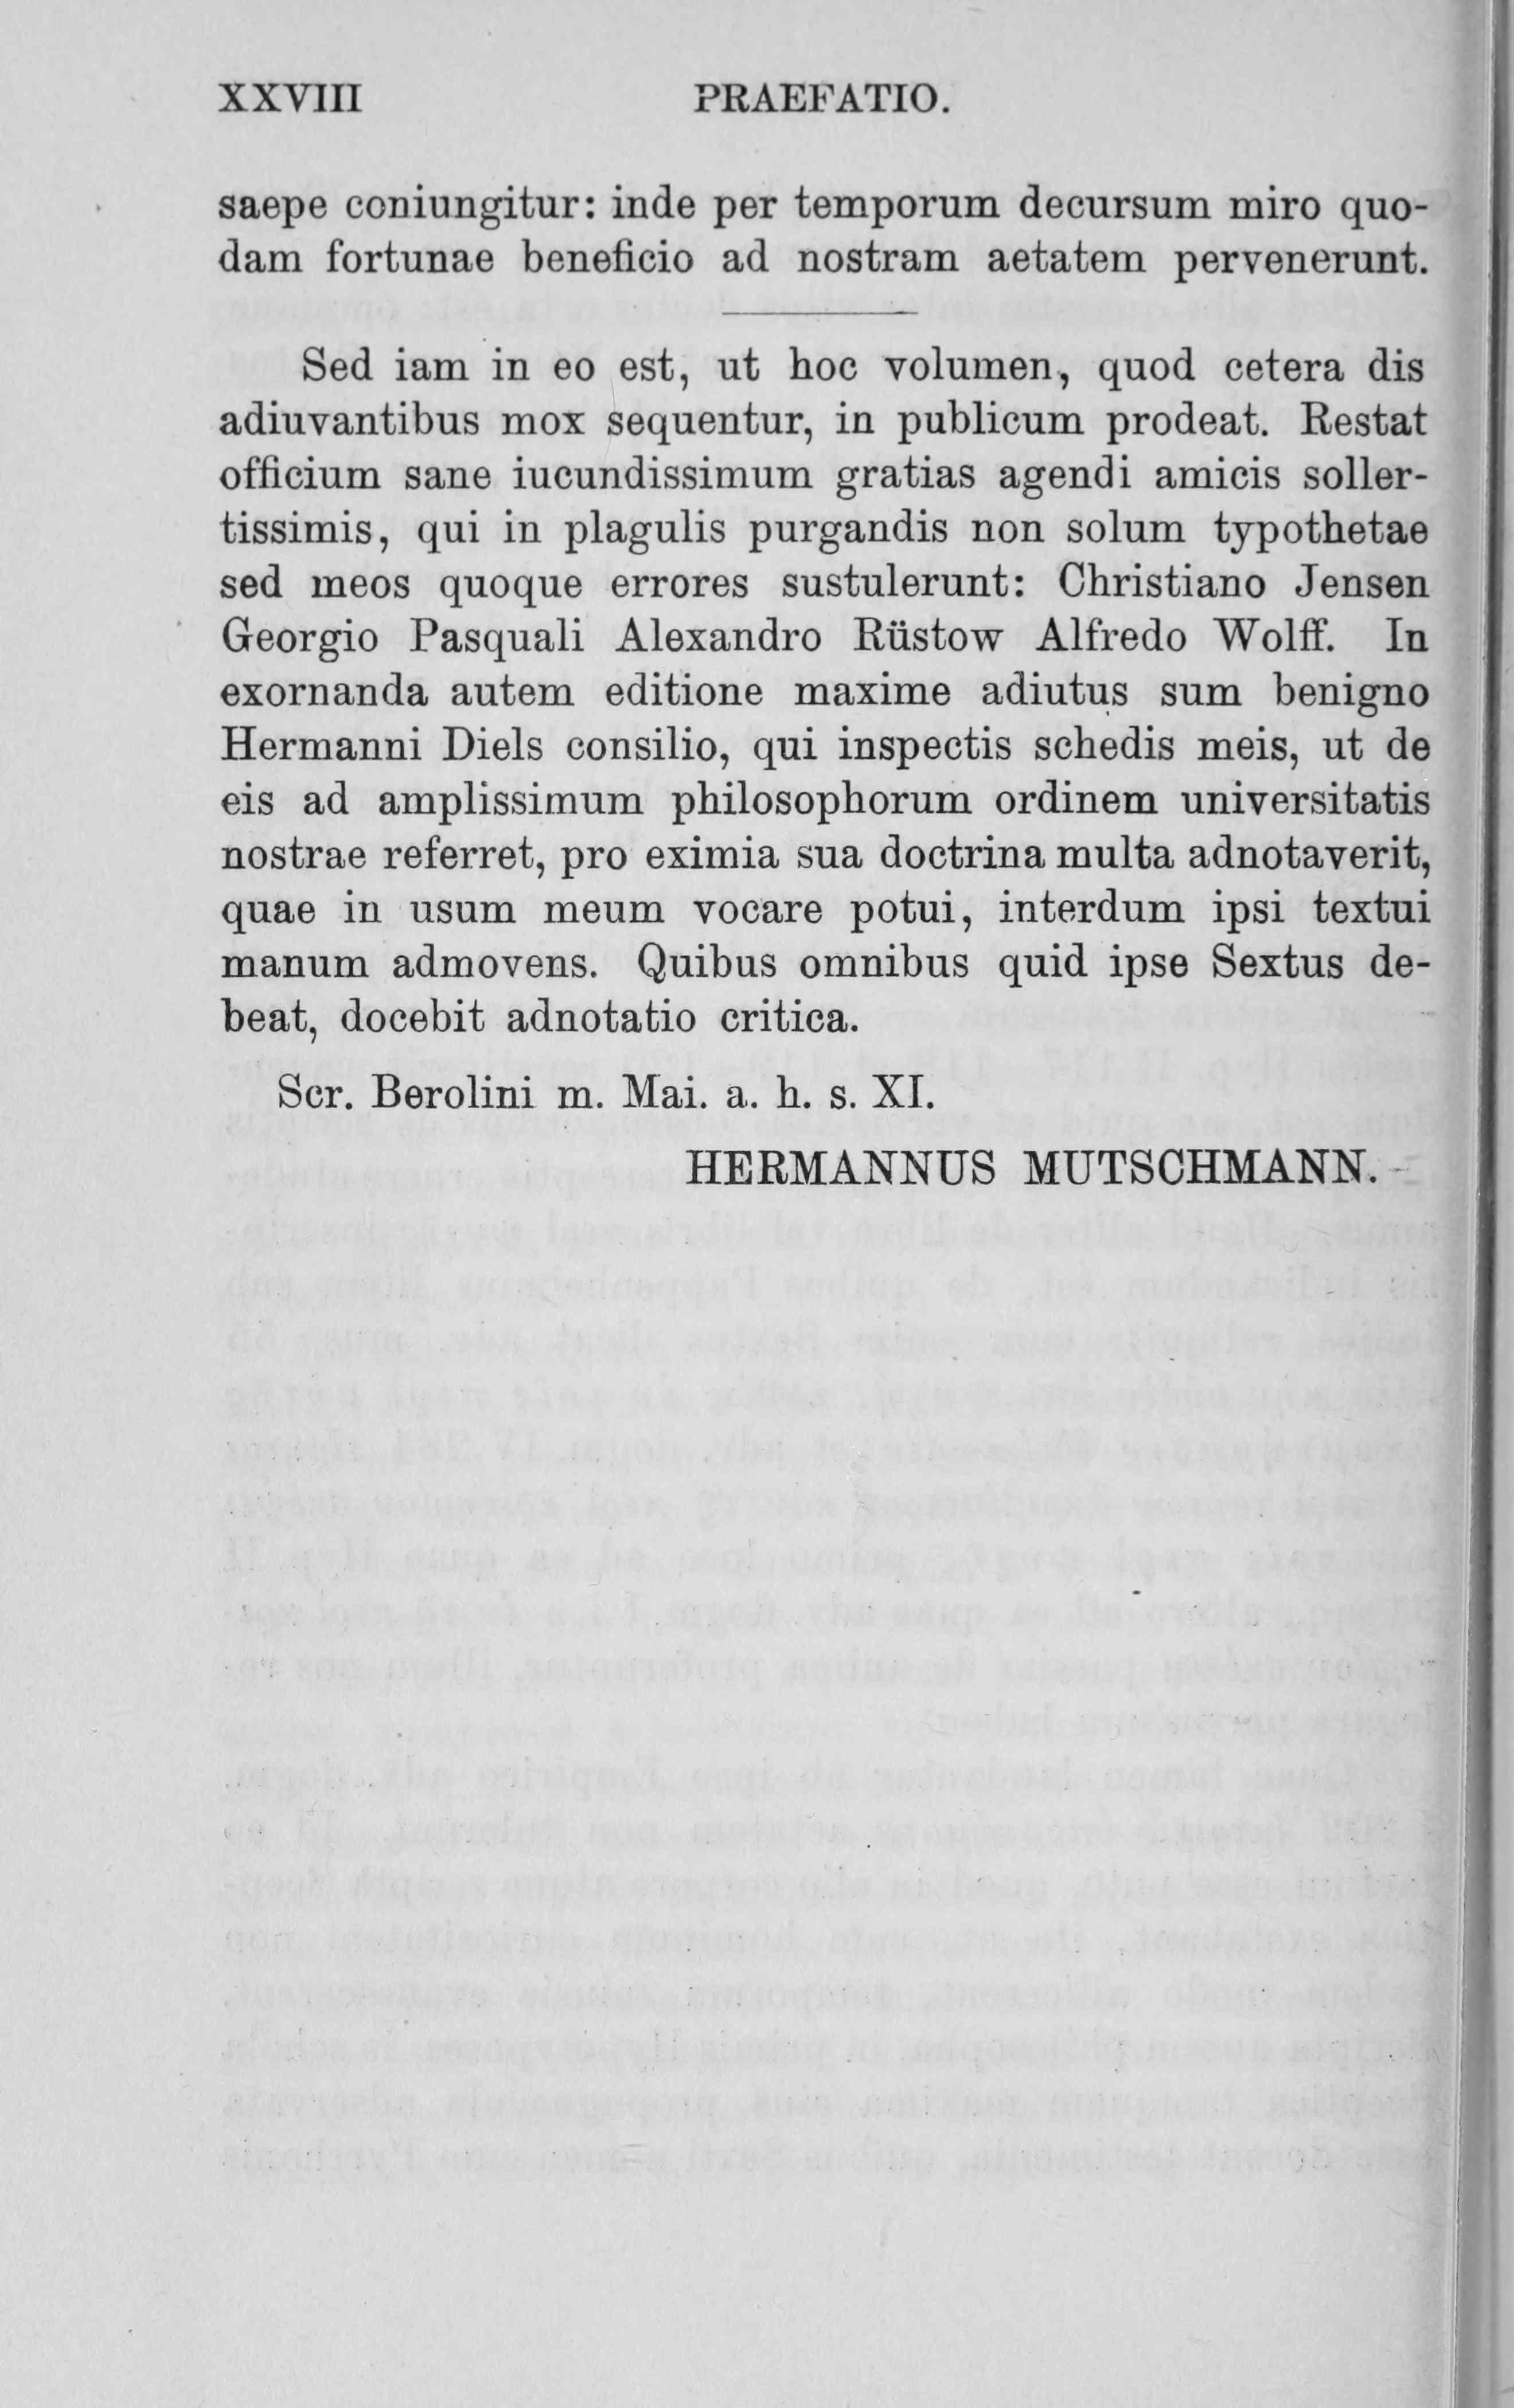 XXVIII PRAEFATIO.
saepe coniungitur: inde per temporum decursum miro quo-
dam fortunae beneficio ad nostram aetatem pervenerunt.
Sed iam in eo est, ut hoc volumen, quod cetera dis
adiuvantibus mox sequentur, in publicum prodeat. Restat
officium sane iucundissimum gratias agendi amicis soller-
tissimis, qui in plagulis purgandis non solum typothetae
sed meos quoque errores sustulerunt: Christiano Jensen
Georgio Pasquali Alexandro Rüstow Alfredo Wolff. In
exornanda autem editione maxime adiutus sum benigno
Hermanni Diels consilio, qui inspectis schedis meis, ut de
eis ad amplissimum philosophorum ordinem universitatis
nostrae referret, pro eximia sua doctrina multa adnotaverit,
quae in usum meum vocare potui, interdum ipsi textui
manum admovens. Quibus omnibus quid ipse Sextus de-
beat, docebit adnotatio critica.
Scr. Berolini m. Mai. a. h. s. XI.
HERMANNUS MUTSCHMANN.